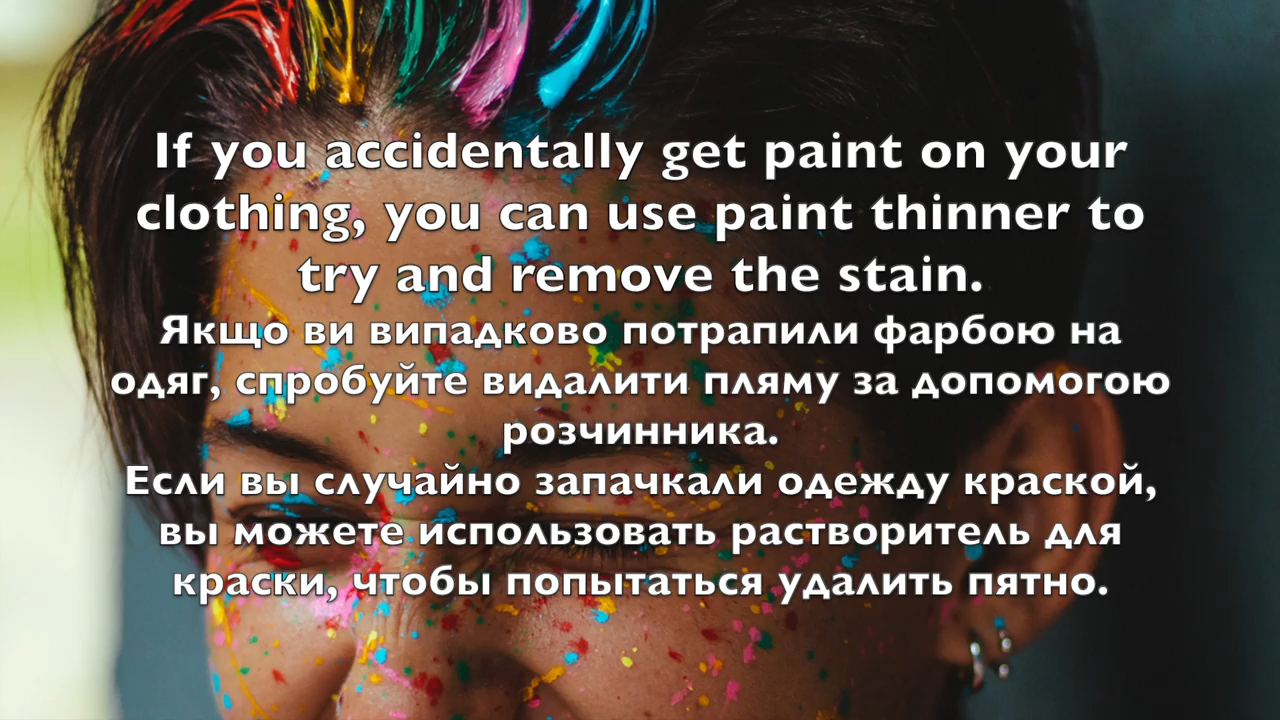 If you accidentally get paint on your
clothing, you can use paint thinner to
try and remove the stain.
Якщо ви випадково потрапили фарбою на
одяг, спробуйте видалити пляму за допомогою
розчинника.
Если вы случайно запачкали одежду краской,
вы можете использовать растворитель для
краски, чтобы попытаться удалить пятно.